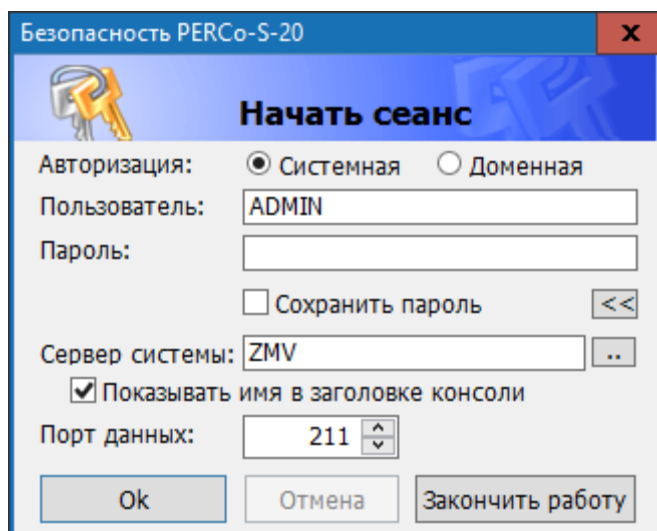 Безопасность PERCo-S-20 x
Начать сеанс
Авторизация: Системная Доменная
Пользователь: ADMIN
Пароль:
Сохранить пароль <<
Сервер системы: ZMV ..
Показывать имя в заголовке консоли
Порт данных: 211
Ok Отмена Закончить работу